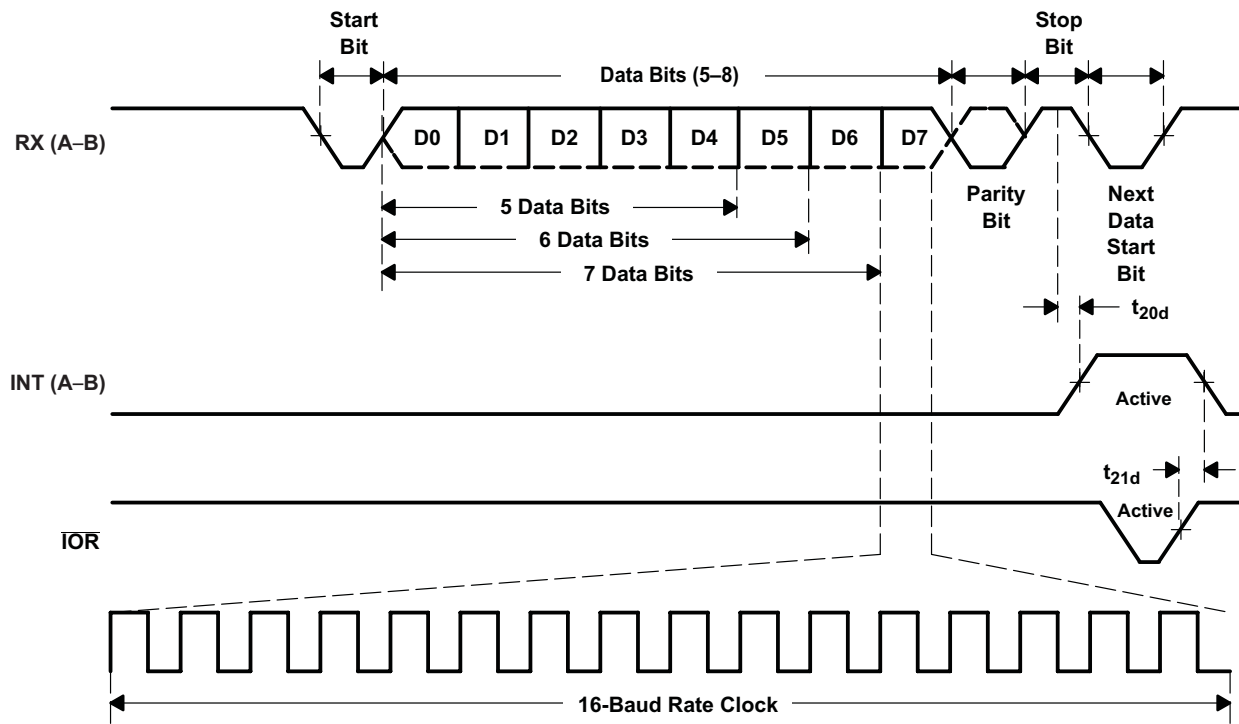 Start
Bit
Stop
Bit
Data Bits (5–8)
RX (A–B)
D0 D1 D2 D3 D4 D5 D6 D7
Parity
Bit
Next
Data
Start
Bit
5 Data Bits
6 Data Bits
7 Data Bits
t20d
INT (A–B)
Active
t21d
Active
IOR
16-Baud Rate Clock